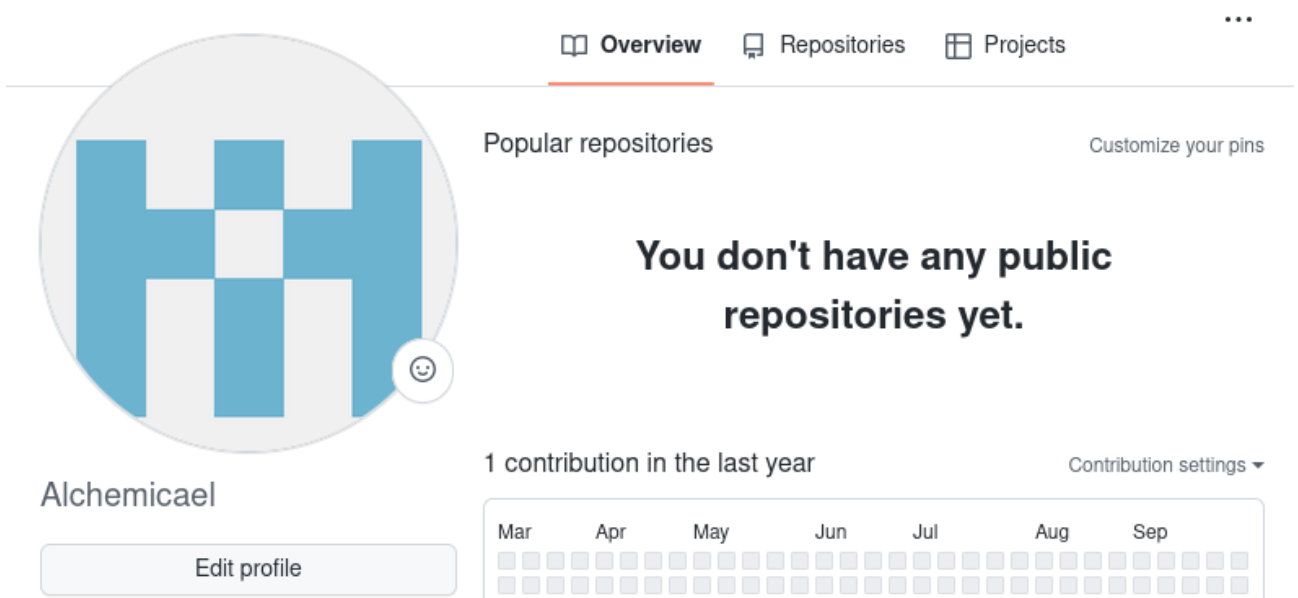 Overview Repositories Projects
Popular repositories
Customize your pins
You don't have any public
repositories yet.
Alchemicael
Edit profile
1 contribution in the last year
Contribution settings
Mar Apr May Jun Jul Aug Sep